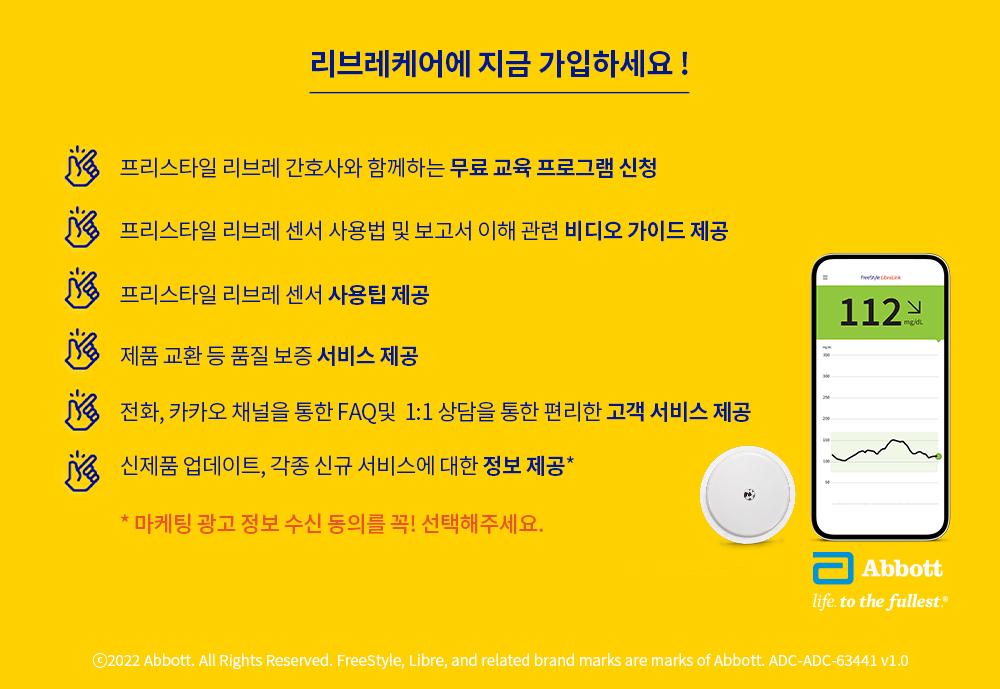 리브레케어에 지금 가입하세요 !
프리스타일 리브레 간호사와 함께하는 무료 교육 프로그램 신청
프리스타일 리브레 센서 사용법 및 보고서 이해 관련 비디오 가이드 제공
프리스타일 리브레 센서 사용팁 제공
제품 교환 등 품질 보증 서비스 제공
전화, 카카오 채널을 통한 FAQ및 1:1 상담을 통한 편리한 고객 서비스 제공
신제품 업데이트, 각종 신규 서비스에 대한 정보 제공*
* 마케팅 광고 정보 수신 동의를 꼭! 선택해주세요.
FreeStyle LibreLink
112
mg/dL
mg/dL
350
300
250
200
150
100
50
Abbott
life. to the fullest.®
ⓒ2022 Abbott. All Rights Reserved. FreeStyle, Libre, and related brand marks are marks of Abbott. ADC-ADC-63441 v1.0